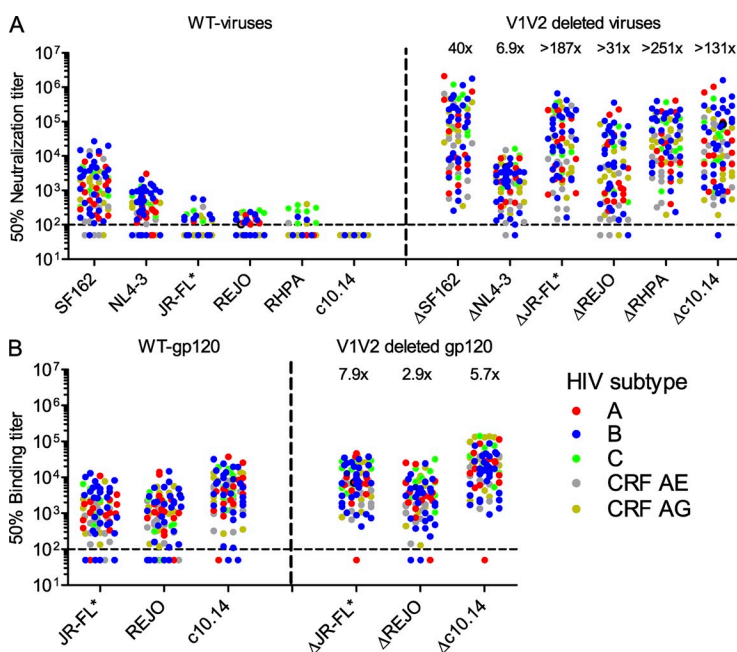 A
WT-viruses
V1V2 deleted viruses
40x 6.9x >187x >31x >251x >131x
50% Neutralization titer
10⁷
10⁶
10⁵
10⁴
10³
10²
10¹
SF162 NL4-3 JR-FL* REJO RHPA c10.14 ΔSF162 ΔNL4-3 ΔJR-FL* ΔREJO ΔRHPA Δc10.14
B
WT-gp120
V1V2 deleted gp120
7.9x 2.9x 5.7x
50% Binding titer
10⁷
10⁶
10⁵
10⁴
10³
10²
10¹
JR-FL* REJO c10.14 ΔJR-FL* ΔREJO Δc10.14
HIV subtype
A
B
C
CRF AE
CRF AG